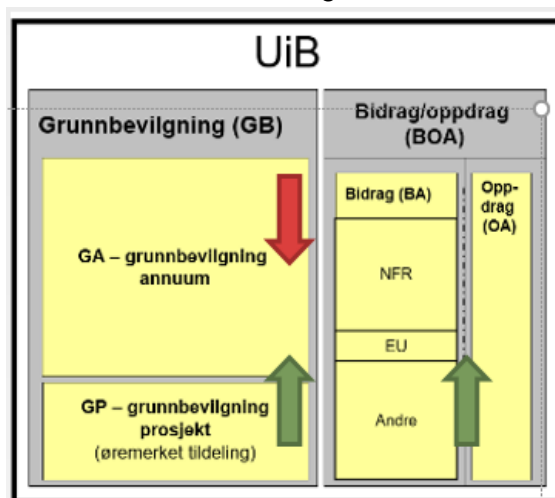 UiB
Grunnbevilgning (GB)
GA – grunnbevilgning
annuum
GP – grunnbevilgning
prosjekt
(øremerket tildeling)
Bidrag/oppdrag
(BOA)
Bidrag (BA)
NFR
EU
Andre
Opp-
drag
(OA)